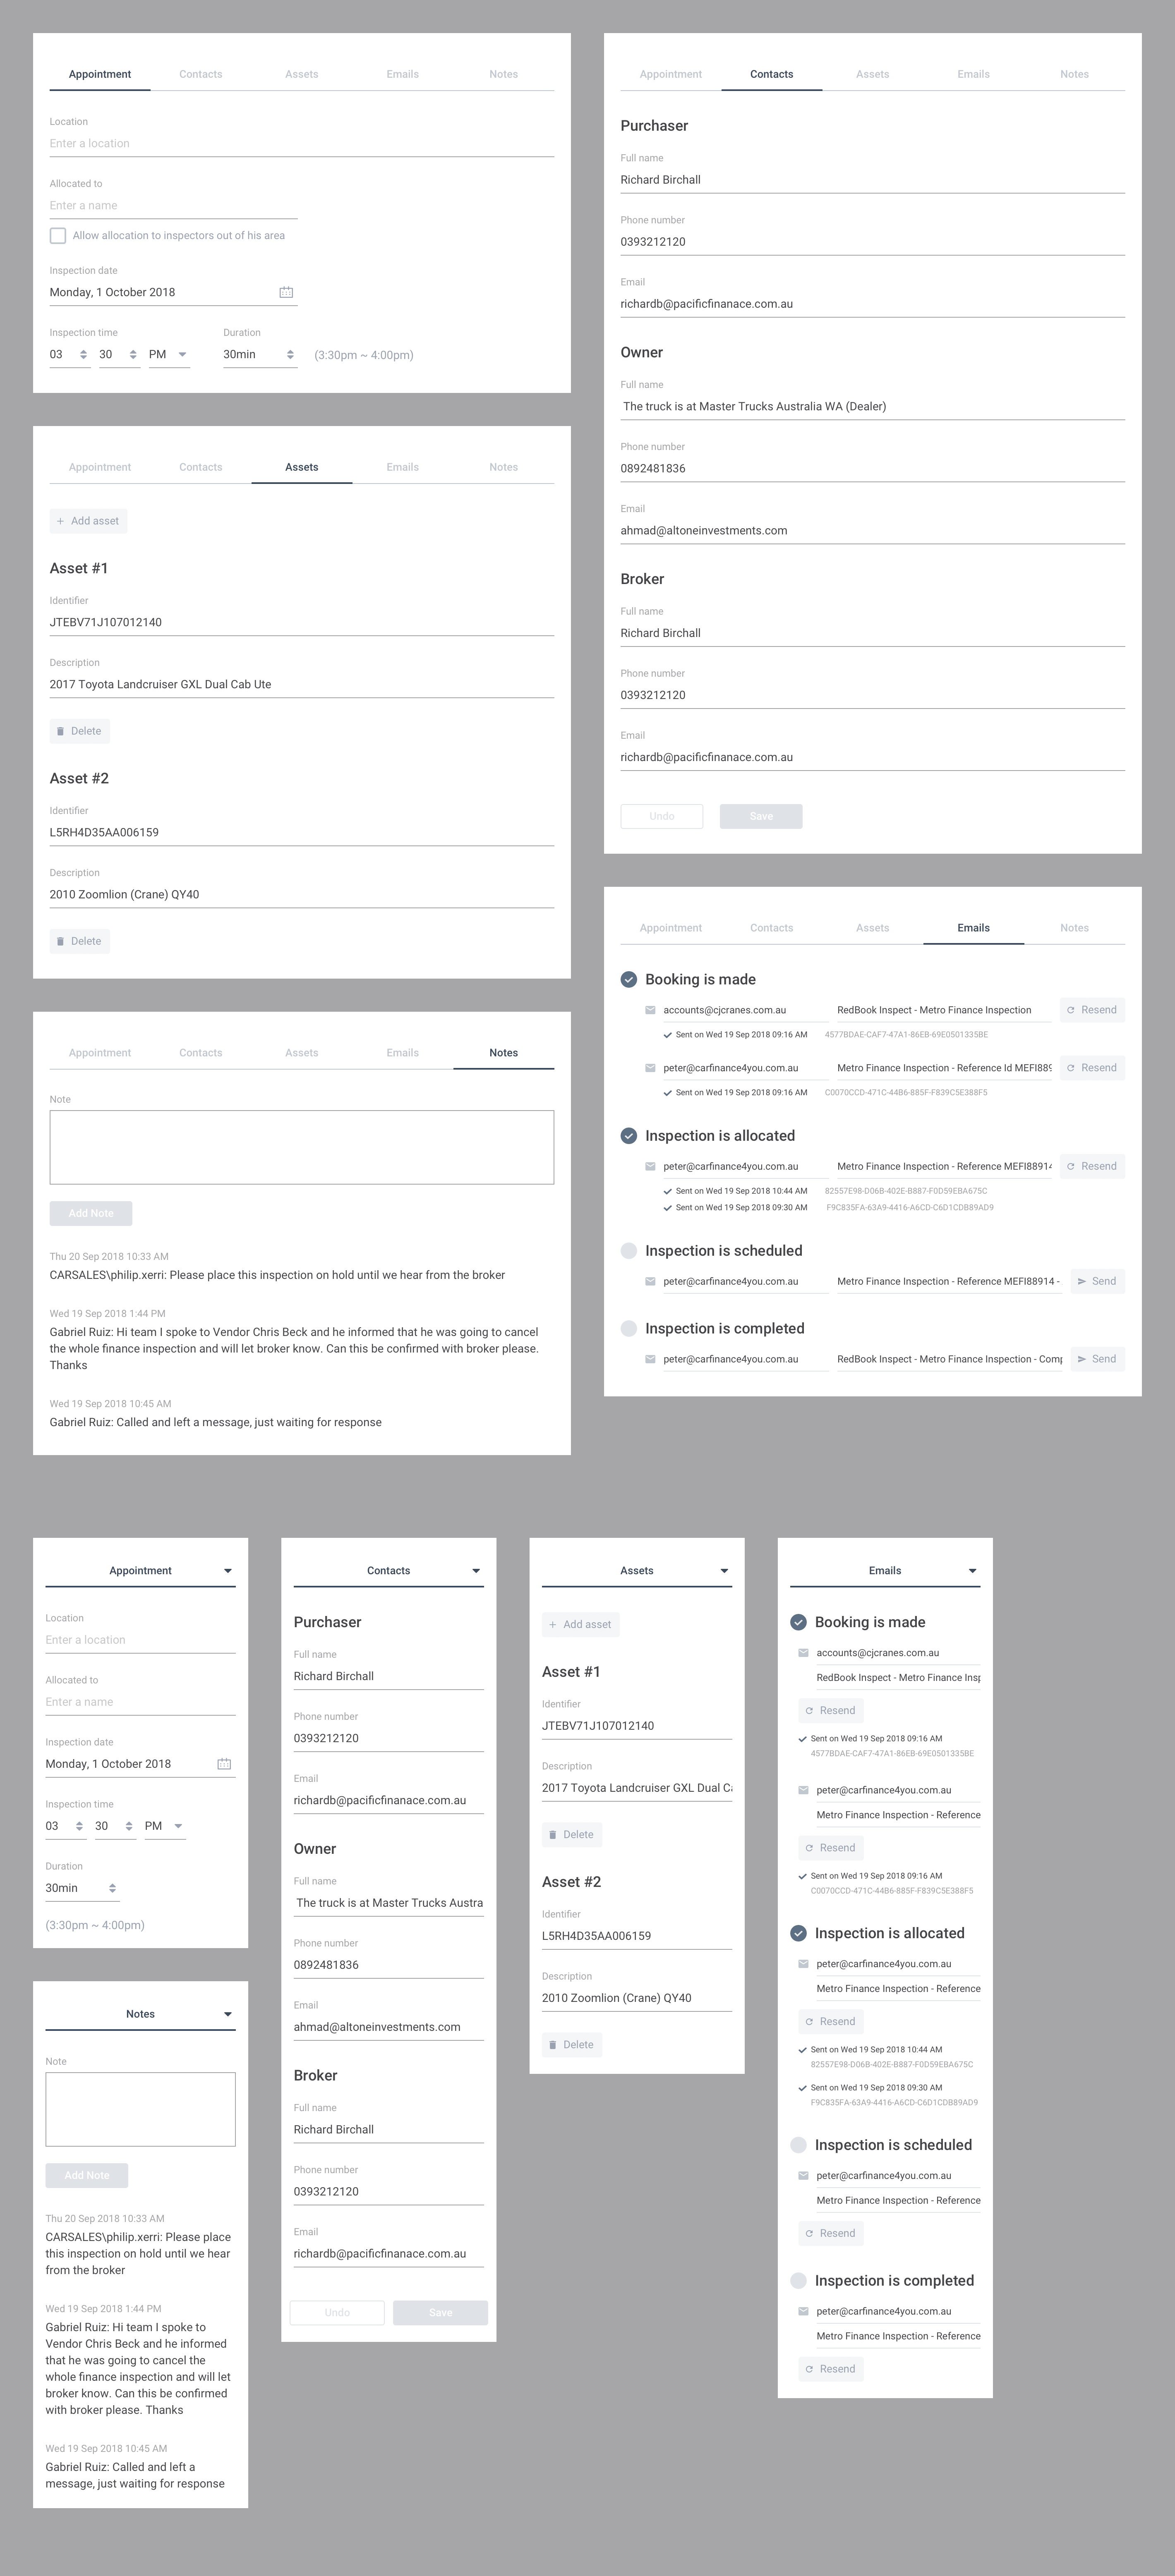 Appointment Contacts Assets Emails Notes
Location
Enter a location
Allocated to
Enter a name
Allow allocation to inspectors out of his area
Inspection date
Monday, 1 October 2018
Inspection time Duration
03 30 PM 30min (3:30pm ~ 4:00pm)
Appointment Contacts Assets Emails Notes
Purchaser
Full name
Richard Birchall
Phone number
0393212120
Email
richardb@pacificfinanace.com.au
Owner
Full name
The truck is at Master Trucks Australia WA (Dealer)
Phone number
0892481836
Email
ahmad@altoneinvestments.com
Broker
Full name
Richard Birchall
Phone number
0393212120
Email
richardb@pacificfinanace.com.au
Undo Save
Appointment Contacts Assets Emails Notes
+ Add asset
Asset #1
Identifier
JTEBV71J107012140
Description
2017 Toyota Landcruiser GXL Dual Cab Ute
Delete
Asset #2
Identifier
L5RH4D35AA006159
Description
2010 Zoomlion (Crane) QY40
Delete
Appointment Contacts Assets Emails Notes
Booking is made
accounts@cjcranes.com.au RedBook Inspect - Metro Finance Inspection Resend
Sent on Wed 19 Sep 2018 09:16 AM 4577BDAE-CAF7-47A1-86EB-69E0501335BE
peter@carfinance4you.com.au Metro Finance Inspection - Reference Id MEFI889 Resend
Sent on Wed 19 Sep 2018 09:16 AM C0070CCD-471C-44B6-885F-F839C5E388F5
Inspection is allocated
peter@carfinance4you.com.au Metro Finance Inspection - Reference MEFI88914 Resend
Sent on Wed 19 Sep 2018 10:44 AM 82557E98-D06B-402E-B887-F0D59EBA675C
Sent on Wed 19 Sep 2018 09:30 AM F9C835FA-63A9-4416-A6CD-C6D1CDB89AD9
Inspection is scheduled
peter@carfinance4you.com.au Metro Finance Inspection - Reference MEFI88914 - Send
Inspection is completed
peter@carfinance4you.com.au RedBook Inspect - Metro Finance Inspection - Comp Send
Appointment Contacts Assets Emails Notes
Note
Add Note
Thu 20 Sep 2018 10:33 AM
CARSALES\philip.xerri: Please place this inspection on hold until we hear from the broker
Wed 19 Sep 2018 1:44 PM
Gabriel Ruiz: Hi team I spoke to Vendor Chris Beck and he informed that he was going to cancel
the whole finance inspection and will let broker know. Can this be confirmed with broker please.
Thanks
Wed 19 Sep 2018 10:45 AM
Gabriel Ruiz: Called and left a message, just waiting for response
Appointment
Location
Enter a location
Allocated to
Enter a name
Inspection date
Monday, 1 October 2018
Inspection time
03 30 PM
Duration
30min
(3:30pm ~ 4:00pm)
Notes
Note
Add Note
Thu 20 Sep 2018 10:33 AM
CARSALES\philip.xerri: Please place
this inspection on hold until we hear
from the broker
Wed 19 Sep 2018 1:44 PM
Gabriel Ruiz: Hi team I spoke to
Vendor Chris Beck and he informed
that he was going to cancel the
whole finance inspection and will let
broker know. Can this be confirmed
with broker please. Thanks
Wed 19 Sep 2018 10:45 AM
Gabriel Ruiz: Called and left a
message, just waiting for response
Contacts
Purchaser
Full name
Richard Birchall
Phone number
0393212120
Email
richardb@pacificfinanace.com.au
Owner
Full name
The truck is at Master Trucks Austra
Phone number
0892481836
Email
ahmad@altoneinvestments.com
Broker
Full name
Richard Birchall
Phone number
0393212120
Email
richardb@pacificfinanace.com.au
Undo Save
Assets
+ Add asset
Asset #1
Identifier
JTEBV71J107012140
Description
2017 Toyota Landcruiser GXL Dual Ca
Delete
Asset #2
Identifier
L5RH4D35AA006159
Description
2010 Zoomlion (Crane) QY40
Delete
Emails
Booking is made
accounts@cjcranes.com.au
RedBook Inspect - Metro Finance Insp
Resend
Sent on Wed 19 Sep 2018 09:16 AM
4577BDAE-CAF7-47A1-86EB-69E0501335BE
peter@carfinance4you.com.au
Metro Finance Inspection - Reference
Resend
Sent on Wed 19 Sep 2018 09:16 AM
C0070CCD-471C-44B6-885F-F839C5E388F5
Inspection is allocated
peter@carfinance4you.com.au
Metro Finance Inspection - Reference
Resend
Sent on Wed 19 Sep 2018 10:44 AM
82557E98-D06B-402E-B887-F0D59EBA675C
Sent on Wed 19 Sep 2018 09:30 AM
F9C835FA-63A9-4416-A6CD-C6D1CDB89AD9
Inspection is scheduled
peter@carfinance4you.com.au
Metro Finance Inspection - Reference
Resend
Inspection is completed
peter@carfinance4you.com.au
Metro Finance Inspection - Reference
Resend